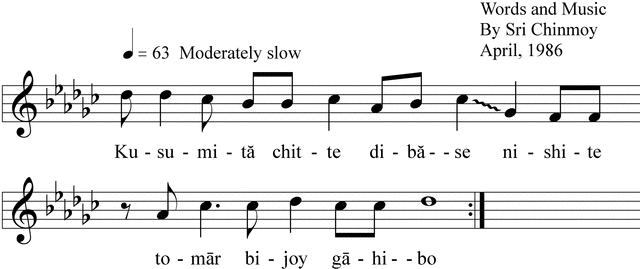 Words and Music
By Sri Chinmoy
April, 1986
= 63 Moderately slow
Ku - su - mi - tă chit - te di - bă - - se ni - shi - te
to - mār bi - joy gā - hi - - bo